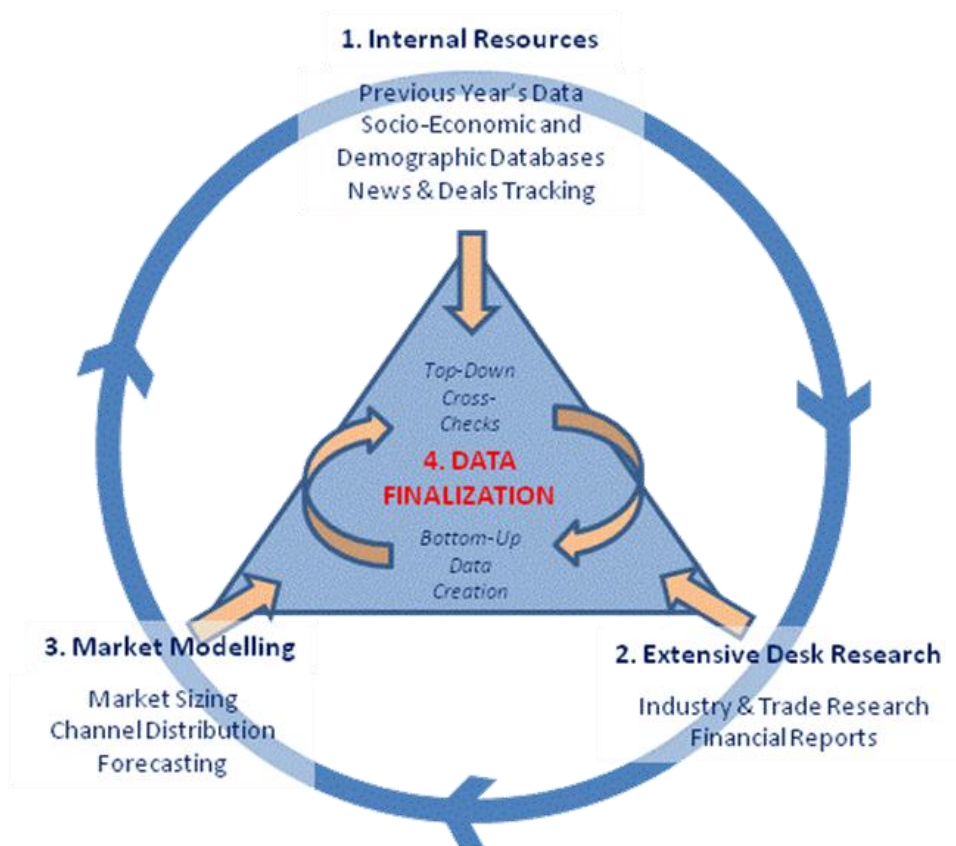 1. Internal Resources
Previous Year's Data
Socio-Economic and
Demographic Databases
News & Deals Tracking
Top-Down
Cross-
Checks
4. DATA
FINALIZATION
Bottom-Up
Data
Creation
3. Market Modelling
Market Sizing
Channel Distribution
Forecasting
2. Extensive Desk Research
Industry & Trade Research
Financial Reports